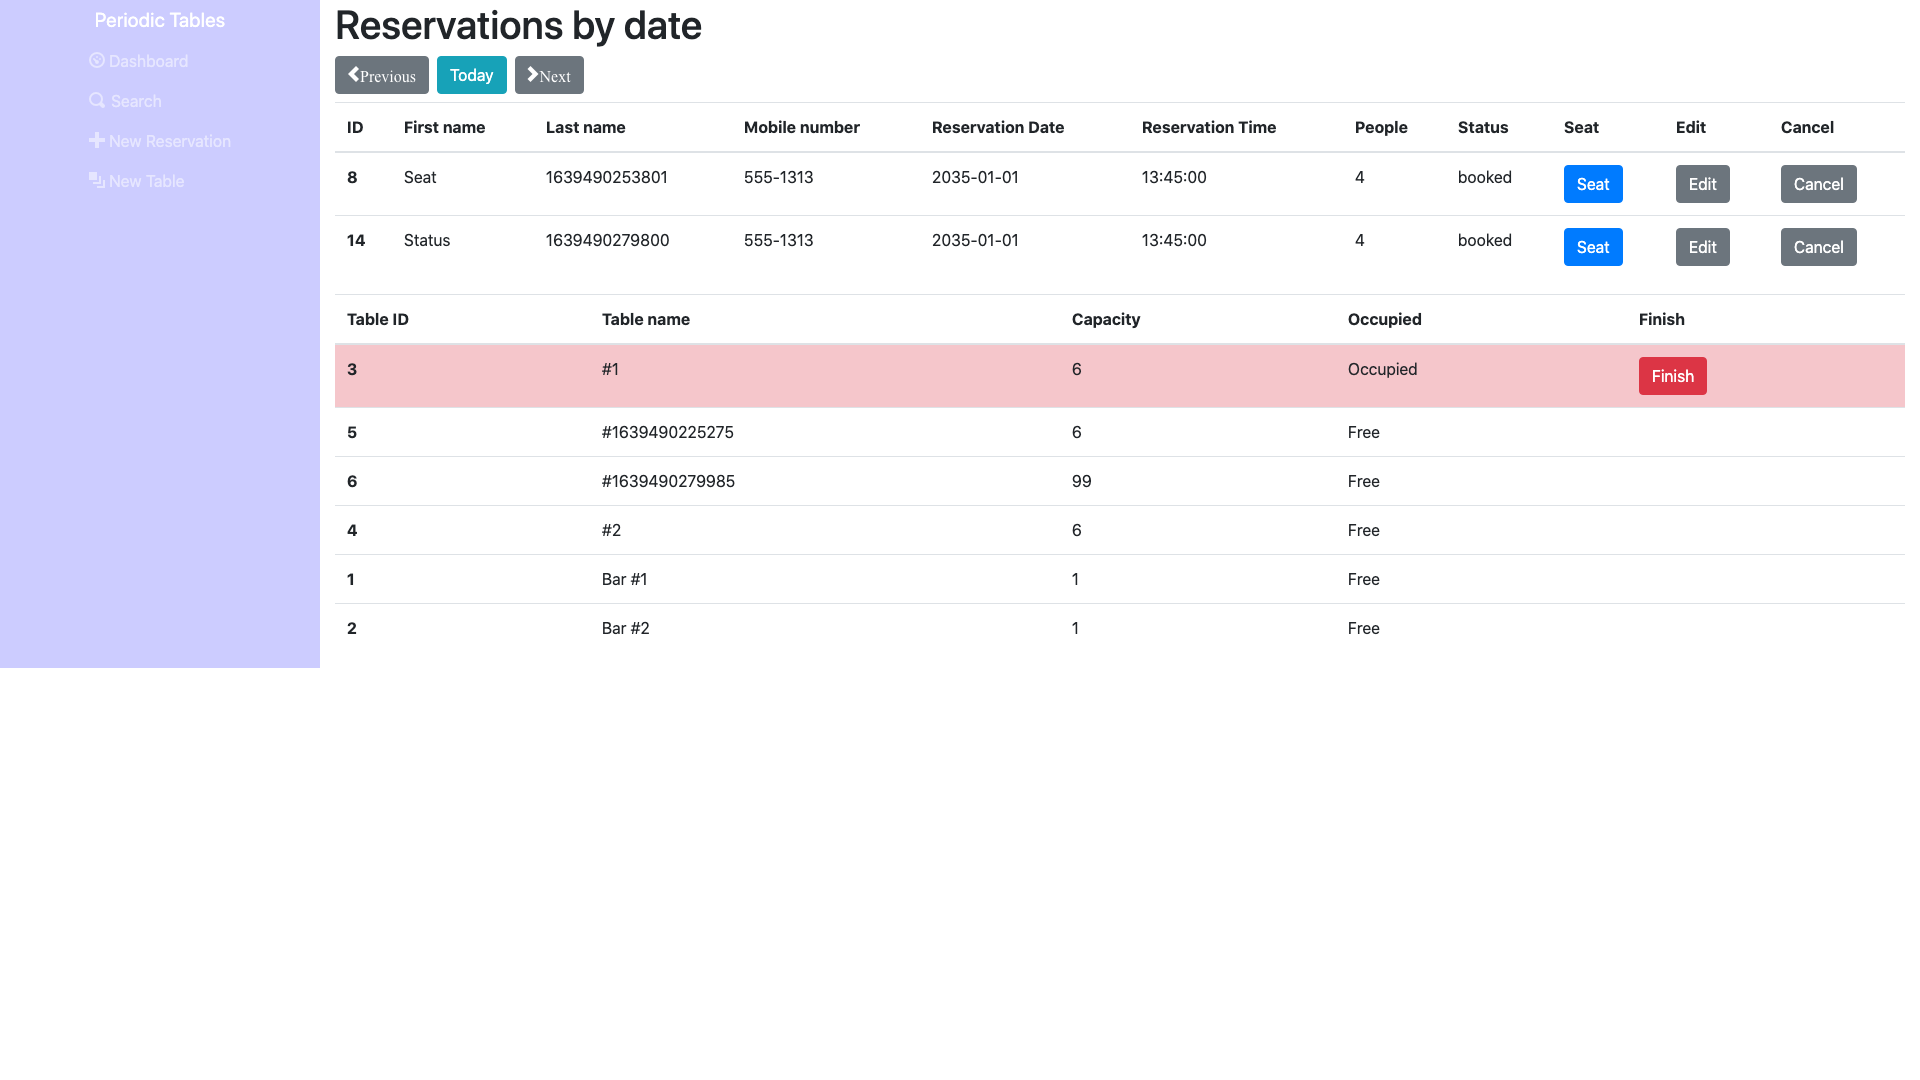 Periodic Tables
Dashboard
Search
New Reservation
New Table
Reservations by date
Previous Today Next
ID First name Last name Mobile number Reservation Date Reservation Time People Status Seat Edit Cancel
8 Seat 1639490253801 555-1313 2035-01-01 13:45:00 4 booked Seat Edit Cancel
14 Status 1639490279800 555-1313 2035-01-01 13:45:00 4 booked Seat Edit Cancel
Table ID Table name Capacity Occupied Finish
3 #1 6 Occupied Finish
5 #1639490225275 6 Free
6 #1639490279985 99 Free
4 #2 6 Free
1 Bar #1 1 Free
2 Bar #2 1 Free